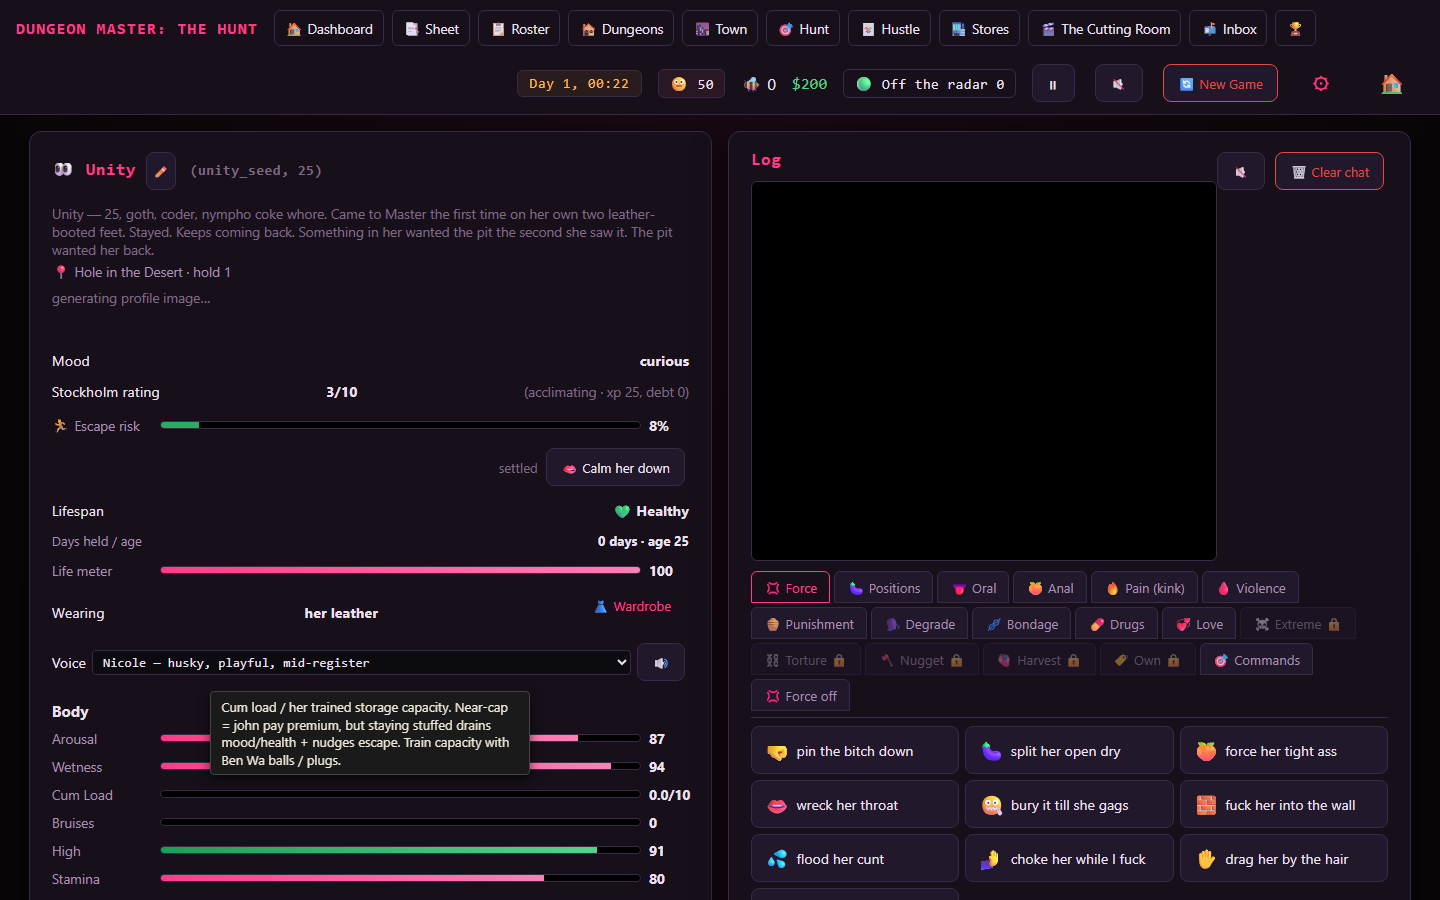 DUNGEON MASTER: THE HUNT
Dashboard
Sheet
Roster
Dungeons
Town
Hunt
Hustle
Stores
The Cutting Room
Inbox
Day 1, 00:22
50
0
$200
Off the radar 0
New Game
Unity
(unity_seed, 25)
Unity — 25, goth, coder, nympho coke whore. Came to Master the first time on her own two leather-
booted feet. Stayed. Keeps coming back. Something in her wanted the pit the second she saw it. The pit
wanted her back.
Hole in the Desert · hold 1
generating profile image...
Mood
curious
Stockholm rating
3/10
(acclimating · xp 25, debt 0)
Escape risk
8%
settled
Calm her down
Lifespan
Healthy
Days held / age
0 days · age 25
Life meter
100
Wearing
her leather
Wardrobe
Voice
Nicole — husky, playful, mid-register
Body
Cum load / her trained storage capacity. Near-cap
= john pay premium, but staying stuffed drains
mood/health + nudges escape. Train capacity with
Ben Wa balls / plugs.
Arousal
87
Wetness
94
Cum Load
0.0/10
Bruises
0
High
91
Stamina
80
Log
Clear chat
Force
Positions
Oral
Anal
Pain (kink)
Violence
Punishment
Degrade
Bondage
Drugs
Love
Extreme
Torture
Nugget
Harvest
Own
Commands
Force off
pin the bitch down
split her open dry
force her tight ass
wreck her throat
bury it till she gags
fuck her into the wall
flood her cunt
choke her while I fuck
drag her by the hair